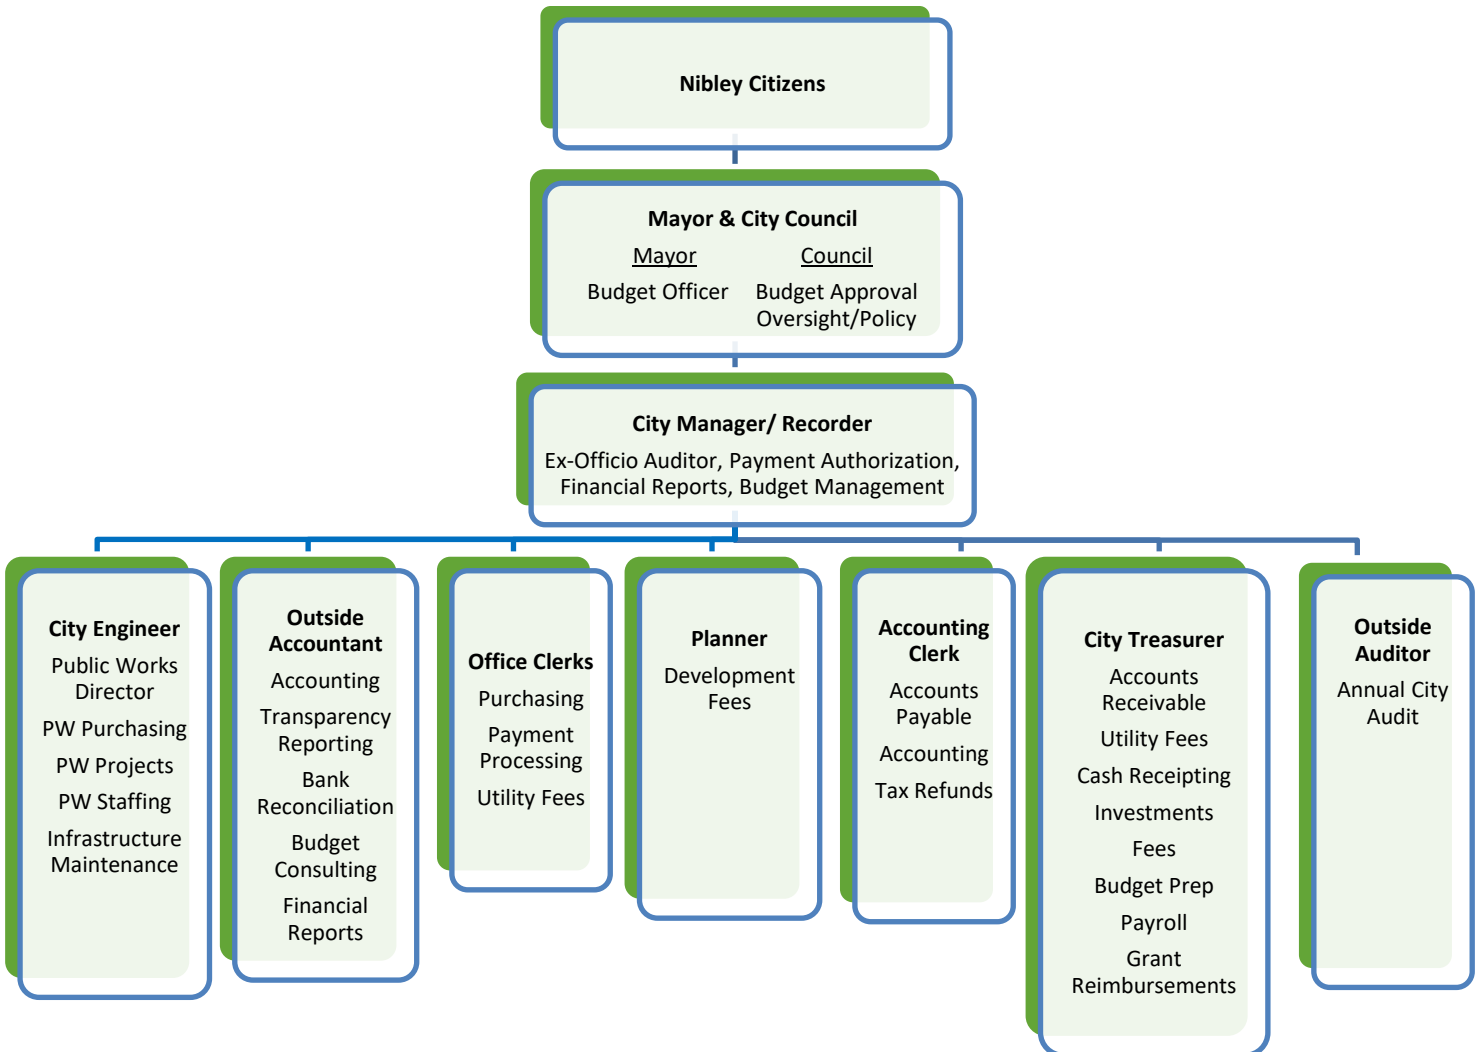 Nibley Citizens
Mayor & City Council
Mayor
Council
Budget Officer
Budget Approval
Oversight/Policy
City Manager/ Recorder
Ex-Officio Auditor, Payment Authorization,
Financial Reports, Budget Management
City Engineer
Public Works
Director
PW Purchasing
PW Projects
PW Staffing
Infrastructure
Maintenance
Outside
Accountant
Accounting
Transparency
Reporting
Bank
Reconciliation
Budget
Consulting
Financial
Reports
Office Clerks
Purchasing
Payment
Processing
Utility Fees
Planner
Development
Fees
Accounting
Clerk
Accounts
Payable
Accounting
Tax Refunds
City Treasurer
Accounts
Receivable
Utility Fees
Cash Receipting
Investments
Fees
Budget Prep
Payroll
Grant
Reimbursements
Outside
Auditor
Annual City
Audit